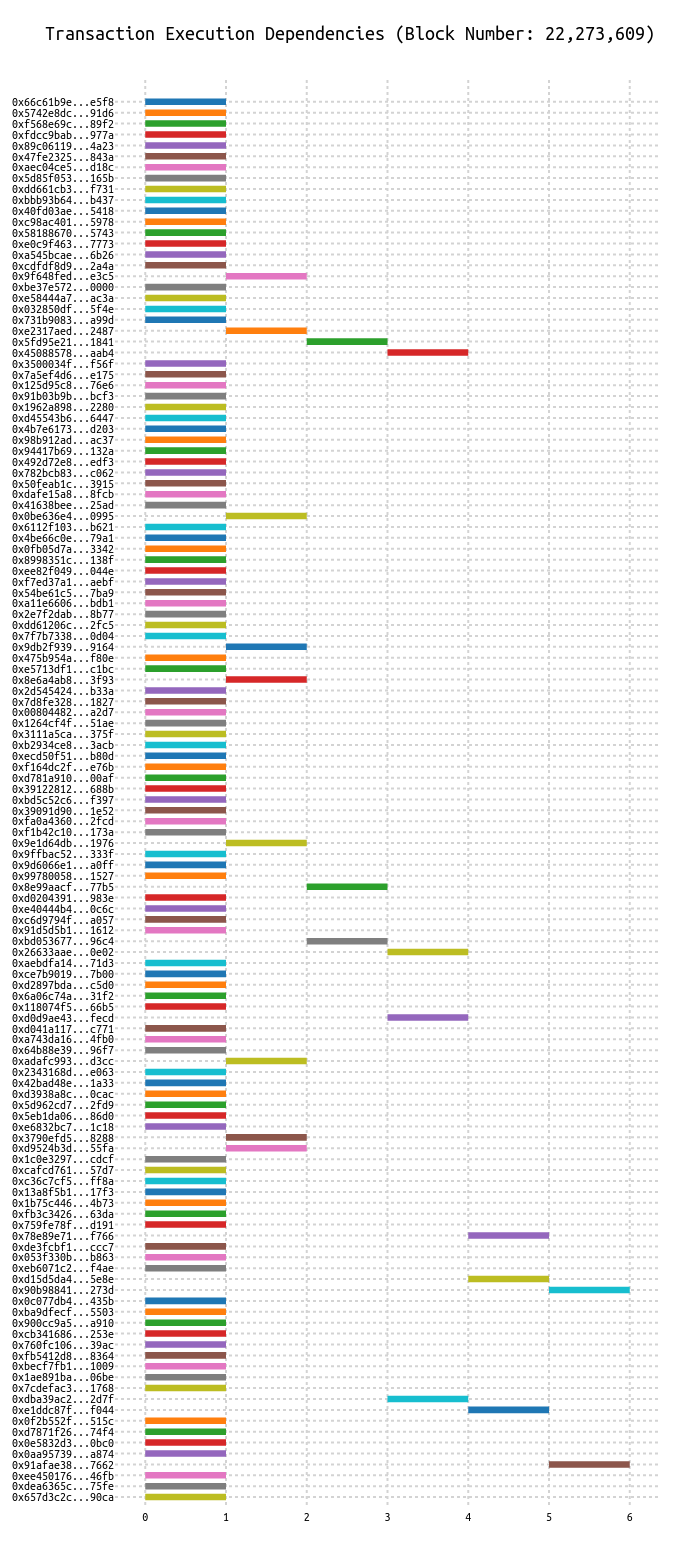 Transaction Execution Dependencies (Block Number: 22,273,609)
0x66c61b9e...e5f8
0x5742e8dc...91d6
0xf568e69c...89f2
0xfdcc9bab...977a
0x89c06119...4a23
0x47fe2325...843a
0xaec04ce5...d18c
0x5d85f053...165b
0xdd661cb3...f731
0xbbb93b64...b437
0x40fd03ae...5418
0xc98ac401...5978
0x58188670...5743
0xe0c9f463...7773
0xa545bcae...6b26
0xcdfdf8d9...2a4a
0x9f648fed...e3c5
0xbe37e572...0000
0xe58444a7...ac3a
0x032850df...5f4e
0x731b9083...a99d
0xe2317aed...2487
0x5fd95e21...1841
0x45088578...aab4
0x3500034f...f56f
0x7a5ef4d6...e175
0x125d95c8...76e6
0x91b03b9b...bcf3
0x1962a898...2280
0xd45543b6...6447
0x4b7e6173...d203
0x98b912ad...ac37
0x94417b69...132a
0x492d72e8...edf3
0x782bcb83...c062
0x50feab1c...3915
0xdafe15a8...8fcb
0x41638bee...25ad
0x0be636e4...0995
0x6112f103...b621
0x4be66c0e...79a1
0x0fb05d7a...3342
0x8998351c...138f
0xee82f049...044e
0xf7ed37a1...aebf
0x54be61c5...7ba9
0xa11e6606...bdb1
0x2e7f2dab...8b77
0xdd61206c...2fc5
0x7f7b7338...0d04
0x9db2f939...9164
0x475b954a...f80e
0xe5713df1...c1bc
0x8e6a4ab8...3f93
0x2d545424...b33a
0x7d8fe328...1827
0x00804482...a2d7
0x1264cf4f...51ae
0x3111a5ca...375f
0xb2934ce8...3acb
0xecd50f51...b80d
0xf164dc2f...e76b
0xd781a910...00af
0x39122812...688b
0xbd5c52c6...f397
0x39091d90...1e52
0xfa0a4360...2fcd
0xf1b42c10...173a
0x9e1d64db...1976
0x9ffbac52...333f
0x9d6066e1...a0ff
0x99780058...1527
0x8e99aacf...77b5
0xd0204391...983e
0xe40444b4...0c6c
0xc6d9794f...a057
0x91d5d5b1...1612
0xbd053677...96c4
0x26633aae...0e02
0xaebdfa14...71d3
0xce7b9019...7b00
0xd2897bda...c5d0
0x6a06c74a...31f2
0x118074f5...66b5
0xd0d9ae43...fecd
0xd041a117...c771
0xa743da16...4fb0
0x64b88e39...96f7
0xadafc993...d3cc
0x2343168d...e063
0x42bad48e...1a33
0xd3938a8c...0cac
0x5d962cd7...2fd9
0x5eb1da06...86d0
0xe6832bc7...1c18
0x3790efd5...8288
0xd9524b3d...55fa
0x1c0e3297...cdcf
0xcafcd761...57d7
0xc36c7cf5...ff8a
0x13a8f5b1...17f3
0x1b75c446...4b73
0xfb3c3426...63da
0x759fe78f...d191
0x78e89e71...f766
0xde3fcbf1...ccc7
0x053f330b...b863
0xeb6071c2...f4ae
0xd15d5da4...5e8e
0x90b98841...273d
0x0c077db4...435b
0xba9dfecf...5503
0x900cc9a5...a910
0xcb341686...253e
0x760fc106...39ac
0xfb5412d8...8364
0xbecf7fb1...1009
0x1ae891ba...06be
0x7cdefac3...1768
0xdba39ac2...2d7f
0xe1ddc87f...f044
0x0f2b552f...515c
0xd7871f26...74f4
0x0e5832d3...0bc0
0x0aa95739...a874
0x91afae38...7662
0xee450176...46fb
0xdea6365c...75fe
0x657d3c2c...90ca
0 1 2 3 4 5 6